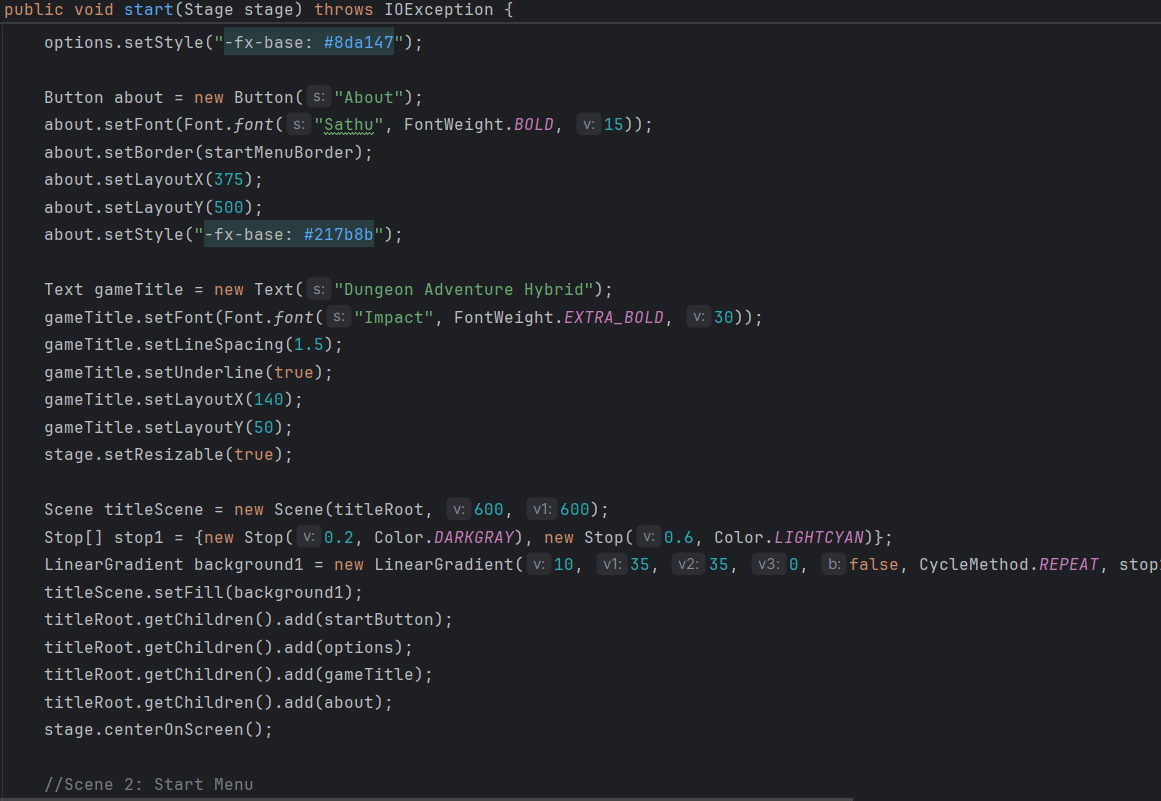 public void start(Stage stage) throws IOException {
options.setStyle("-fx-base: #8da147");
Button about = new Button( s: "About");
about.setFont(Font.font( s: "Sathu", FontWeight.BOLD, v: 15));
about.setBorder(startMenuBorder);
about.setLayoutX(375);
about.setLayoutY(500);
about.setStyle("-fx-base: #217b8b");
Text gameTitle = new Text( s: "Dungeon Adventure Hybrid");
gameTitle.setFont(Font.font( s: "Impact", FontWeight.EXTRA_BOLD, v: 30));
gameTitle.setLineSpacing(1.5);
gameTitle.setUnderline(true);
gameTitle.setLayoutX(140);
gameTitle.setLayoutY(50);
stage.setResizable(true);
Scene titleScene = new Scene(titleRoot, v: 600, v1: 600);
Stop[] stop1 = {new Stop( v: 0.2, Color.DARKGRAY), new Stop( v: 0.6, Color.LIGHTCYAN)};
LinearGradient background1 = new LinearGradient( v: 10, v1: 35, v2: 35, v3: 0, b: false, CycleMethod.REPEAT, stop
titleScene.setFill(background1);
titleRoot.getChildren().add(startButton);
titleRoot.getChildren().add(options);
titleRoot.getChildren().add(gameTitle);
titleRoot.getChildren().add(about);
stage.centerOnScreen();
//Scene 2: Start Menu